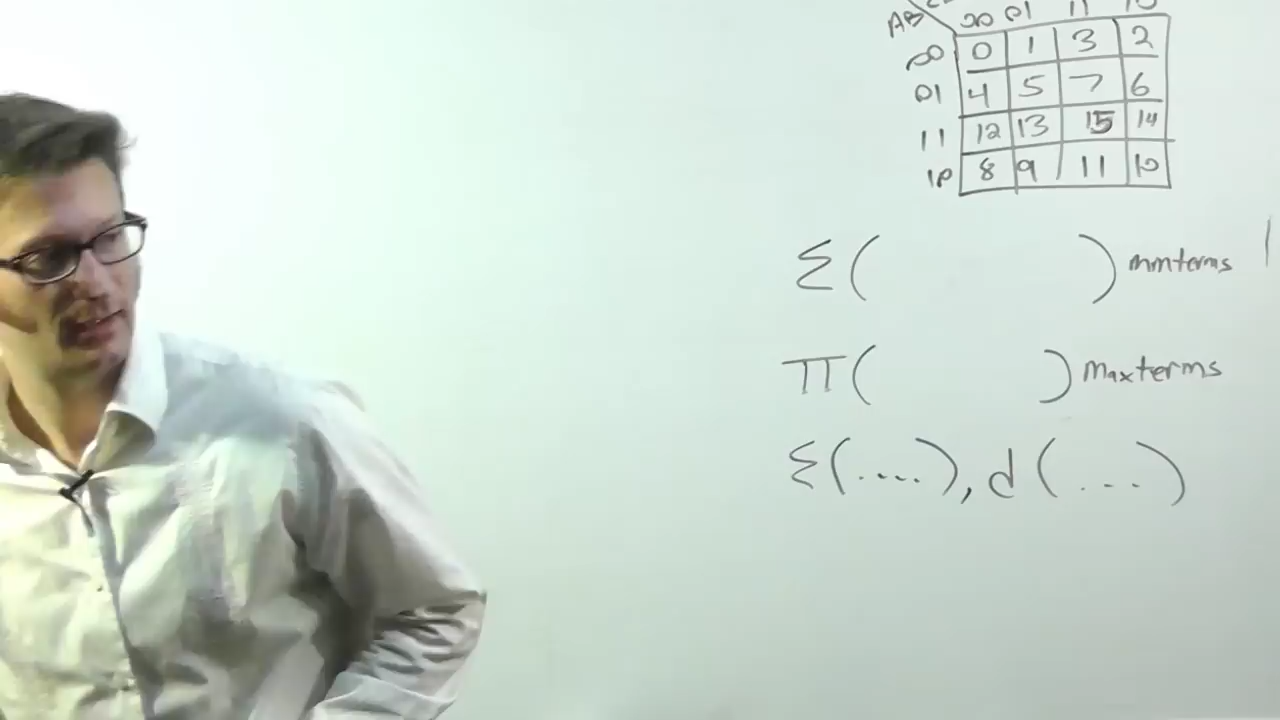 AB 00 01 11 10
00 0 1 3 2
01 4 5 7 6
11 12 13 15 14
10 8 9 11 10
Σ( ) minterms
π( ) Maxterms
Σ(....), d(...)